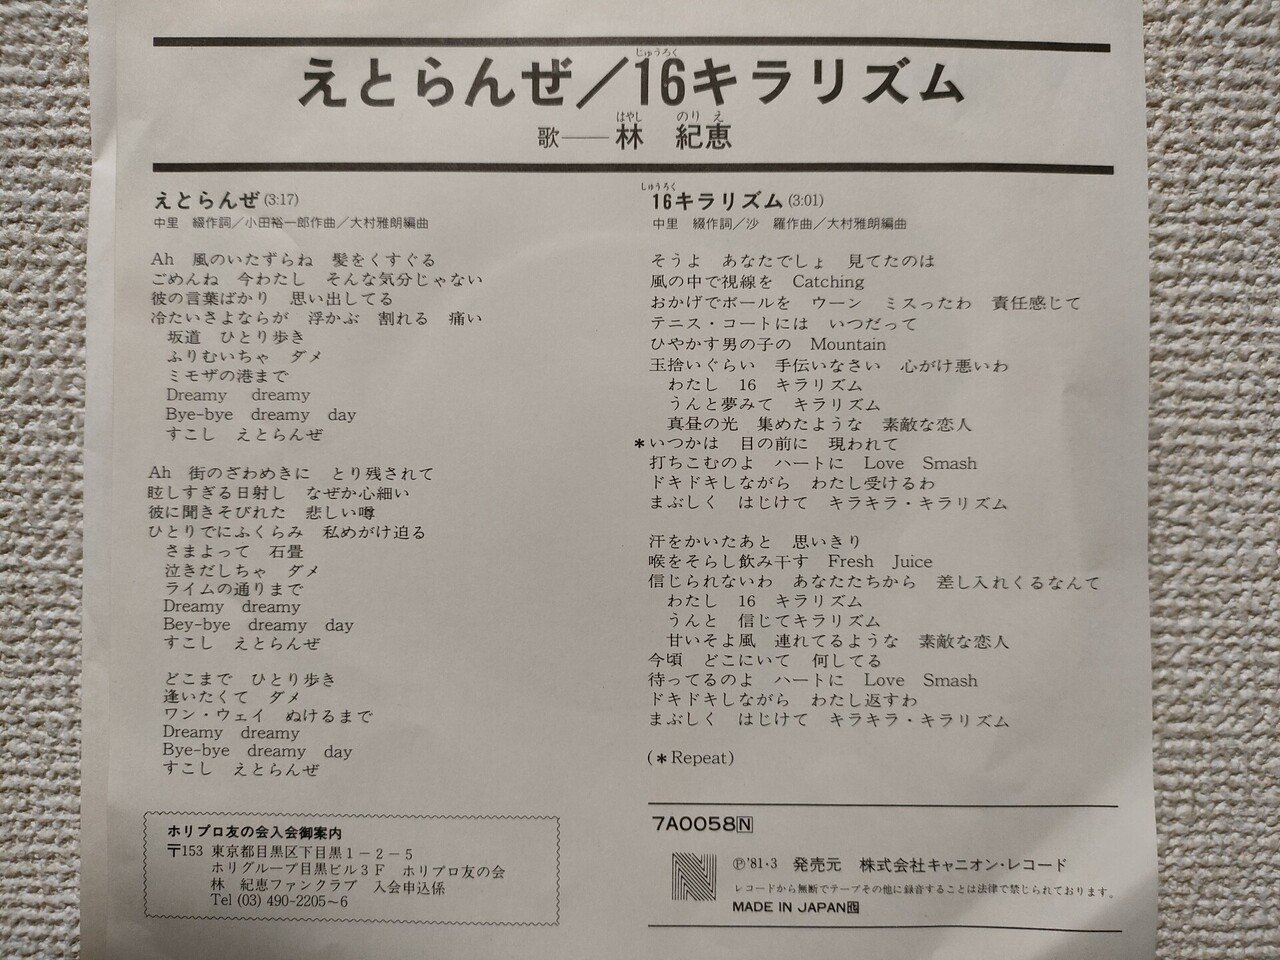 えとらんぜ／16キラリズム
じゅうろく
歌――林　紀恵
はやし　のりえ
えとらんぜ(3:17)
中里　綴作詞／小田裕一郎作曲／大村雅朗編曲
Ah　風のいたずらね　髪をくすぐる
ごめんね　今わたし　そんな気分じゃない
彼の言葉ばかり　思い出してる
冷たいさよならが　浮かぶ　割れる　痛い
坂道　ひとり歩き
ふりむいちゃ　ダメ
ミモザの港まで
Dreamy　dreamy
Bye-bye　dreamy　day
すこし　えとらんぜ
Ah　街のざわめきに　とり残されて
眩しすぎる日射し　なぜか心細い
彼に聞きそびれた　悲しい噂
ひとりでにふくらみ　私めがけ迫る
さまよって　石畳
泣きだしちゃ　ダメ
ライムの通りまで
Dreamy　dreamy
Bey-bye　dreamy　day
すこし　えとらんぜ
どこまで　ひとり歩き
逢いたくて　ダメ
ワン・ウェイ　ぬけるまで
Dreamy　dreamy
Bye-bye　dreamy　day
すこし　えとらんぜ
ホリプロ友の会入会御案内
〒153 東京都目黒区下目黒1－2－5
ホリグループ目黒ビル3F　ホリプロ友の会
林　紀恵ファンクラブ　入会申込係
Tel (03) 490-2205～6
じゅうろく
16キラリズム(3:01)
中里　綴作詞／沙　羅作曲／大村雅朗編曲
そうよ　あなたでしょ　見てたのは
風の中で視線を　Catching
おかげでボールを　ウーン　ミスったわ　責任感じて
テニス・コートには　いつだって
ひやかす男の子の　Mountain
玉捨いぐらい　手伝いなさい　心がけ悪いわ
わたし　16　キラリズム
うんと夢みて　キラリズム
真昼の光　集めたような　素敵な恋人
＊いつかは　目の前に　現われて
打ちこむのよ　ハートに　Love　Smash
ドキドキしながら　わたし受けるわ
まぶしく　はじけて　キラキラ・キラリズム
汗をかいたあと　思いきり
喉をそらし飲み干す　Fresh　Juice
信じられないわ　あなたたちから　差し入れくるなんて
わたし　16　キラリズム
うんと　信じてキラリズム
甘いそよ風　連れてるような　素敵な恋人
今頃　どこにいて　何してる
待ってるのよ　ハートに　Love　Smash
ドキドキしながら　わたし返すわ
まぶしく　はじけて　キラキラ・キラリズム
(＊Repeat)
7A0058N
Ⓟ'81・3　発売元　株式会社キャニオン・レコード
レコードから無断でテープその他に録音することは法律で禁じられております。
MADE IN JAPAN